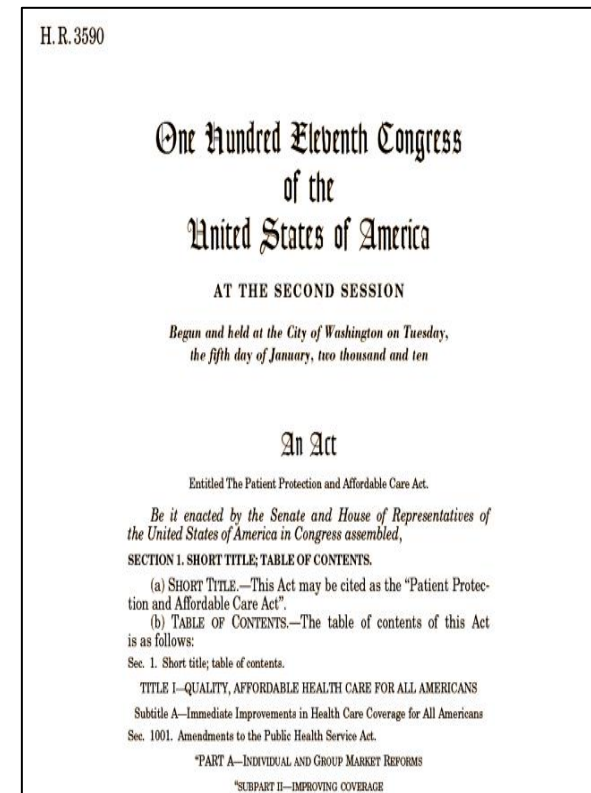 H. R. 3590
One Hundred Eleventh Congress
of the
United States of America
AT THE SECOND SESSION
Begun and held at the City of Washington on Tuesday,
the fifth day of January, two thousand and ten
An Act
Entitled The Patient Protection and Affordable Care Act.
Be it enacted by the Senate and House of Representatives of
the United States of America in Congress assembled,
SECTION 1. SHORT TITLE; TABLE OF CONTENTS.
(a) SHORT TITLE.—This Act may be cited as the “Patient Protec-
tion and Affordable Care Act”.
(b) TABLE OF CONTENTS.—The table of contents of this Act
is as follows:
Sec. 1. Short title; table of contents.
TITLE I—QUALITY, AFFORDABLE HEALTH CARE FOR ALL AMERICANS
Subtitle A—Immediate Improvements in Health Care Coverage for All Americans
Sec. 1001. Amendments to the Public Health Service Act.
“PART A—INDIVIDUAL AND GROUP MARKET REFORMS
“SUBPART II—IMPROVING COVERAGE